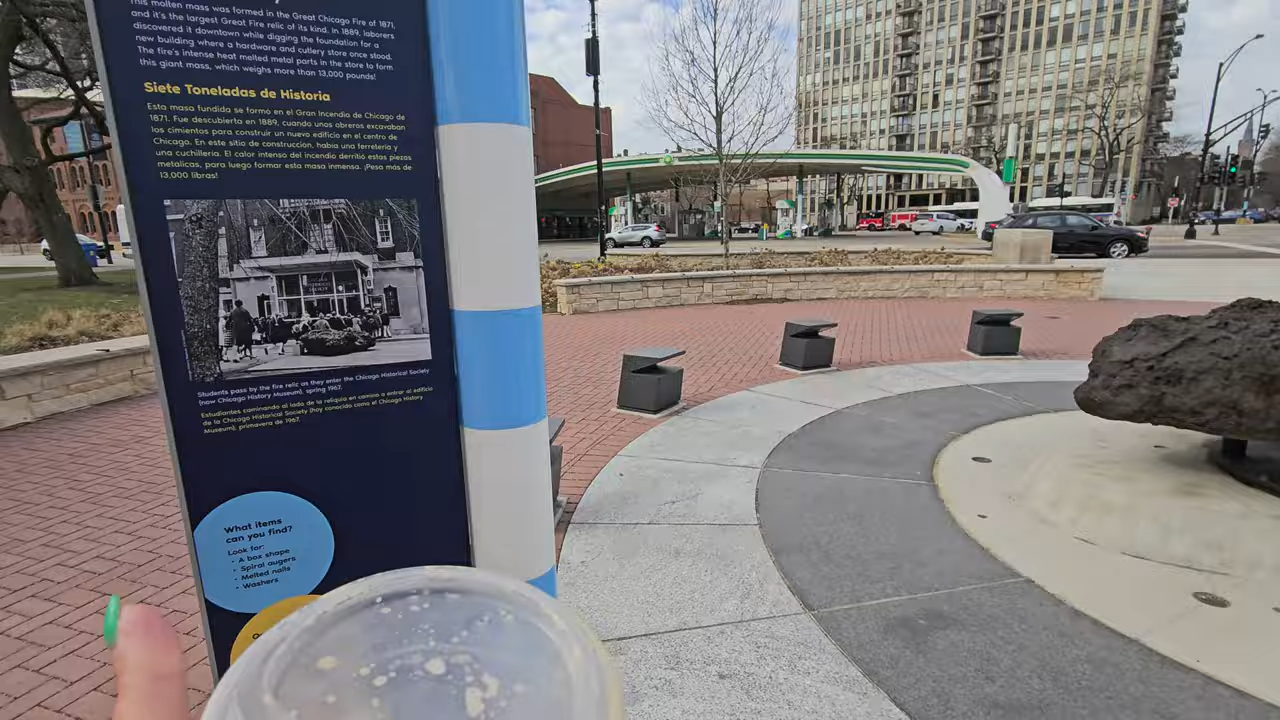 This molten mass was formed in the Great Chicago Fire of 1871,
and it's the largest Great Fire relic of its kind. In 1889, laborers
discovered it downtown while digging the foundation for a
new building where a hardware and cutlery store once stood.
The fire's intense heat melted metal parts in the store to form
this giant mass, which weighs more than 13,000 pounds!
Siete Toneladas de Historia
Esta masa fundida se formó en el Gran Incendio de Chicago de
1871. Fue descubierta en 1889, cuando unos obreros excavaban
los cimientos para construir un nuevo edificio en el centro de
Chicago. En este sitio de construcción, había una ferretería y
una cuchillería. El calor intenso del incendio derritió estas piezas
metálicas, para luego formar esta masa inmensa. ¡Pesa más de
13,000 libras!
Students pass by the fire relic as they enter the Chicago Historical Society
(now Chicago History Museum), spring 1967.
Estudiantes caminando al lado de la reliquia en camino a entrar al edificio
de la Chicago Historical Society (hoy conocido como el Chicago History
Museum), primavera de 1967.
What items
can you find?
Look for:
• A box shape
• Spiral augers
• Melted nails
• Washers